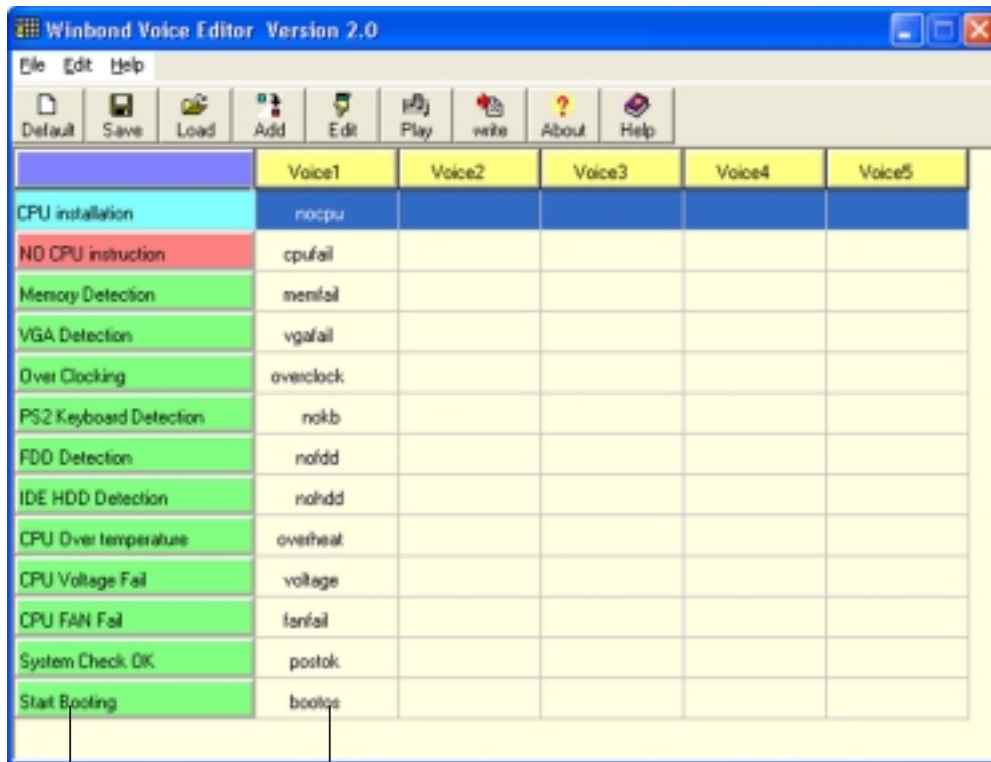 Winbond Voice Editor Version 2.0
File Edit Help
Default Save Load Add Edit Play write About Help
Voice1 Voice2 Voice3 Voice4 Voice5
CPU installation nocpu
NO CPU instruction cpufail
Memory Detection memfail
VGA Detection vgafail
Over Clocking overclock
PS2 Keyboard Detection nokb
FDD Detection nofdd
IDE HDD Detection nohdd
CPU Over temperature overheat
CPU Voltage Fail voltage
CPU FAN Fail fanfail
System Check OK postok
Start Booting bootos